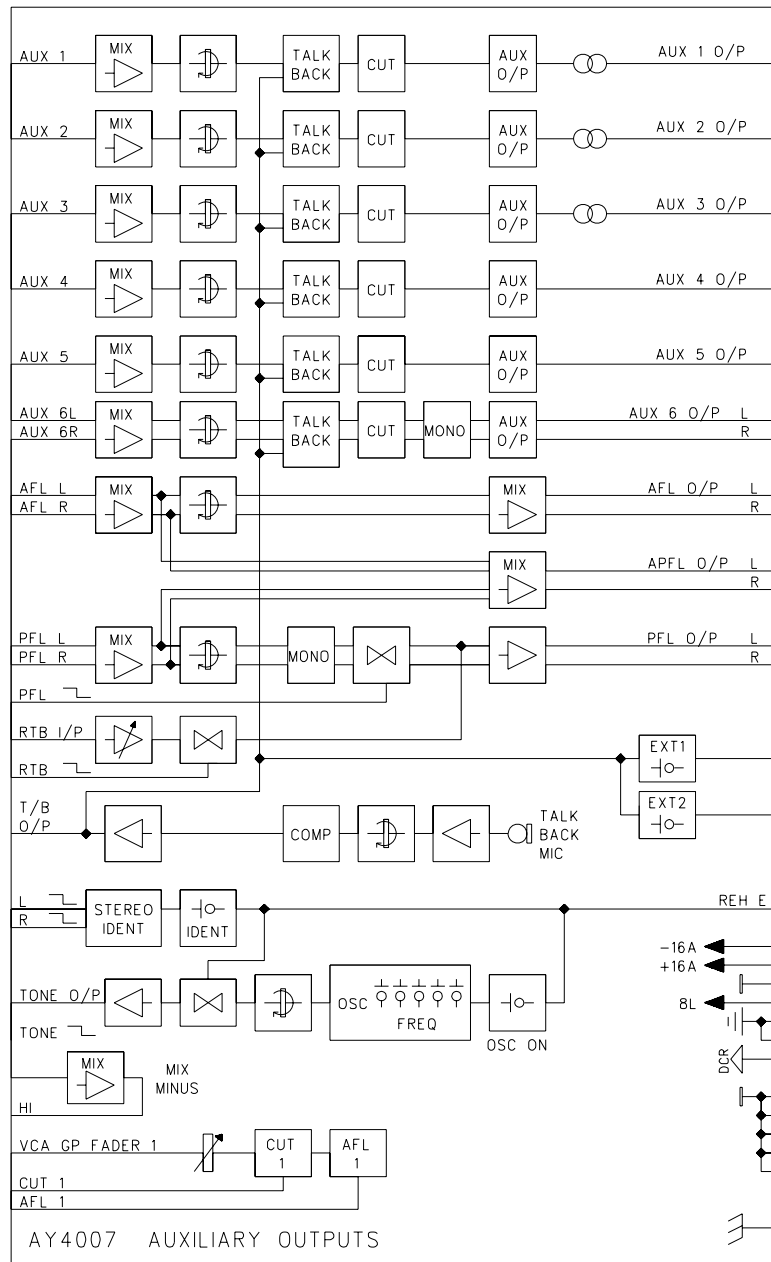 AUX 1 MIX TALK BACK CUT AUX O/P AUX 1 O/P
AUX 2 MIX TALK BACK CUT AUX O/P AUX 2 O/P
AUX 3 MIX TALK BACK CUT AUX O/P AUX 3 O/P
AUX 4 MIX TALK BACK CUT AUX O/P AUX 4 O/P
AUX 5 MIX TALK BACK CUT AUX O/P AUX 5 O/P
AUX 6L MIX TALK BACK CUT MONO AUX O/P AUX 6 O/P L
AUX 6R R
AFL L MIX MIX AFL O/P L
AFL R R
MIX APFL O/P L
R
PFL L MIX MONO PFL O/P L
PFL R R
PFL
RTB I/P
RTB
EXT1
EXT2
T/B
O/P
COMP
TALK
BACK
MIC
L
R
STEREO
IDENT
IDENT
REH E
-16A
+16A
8L
DCR
TONE O/P
OSC
FREQ
OSC ON
TONE
MIX
MIX
MINUS
HI
VCA GP FADER 1
CUT
1
AFL
1
CUT 1
AFL 1
AY4007 AUXILIARY OUTPUTS